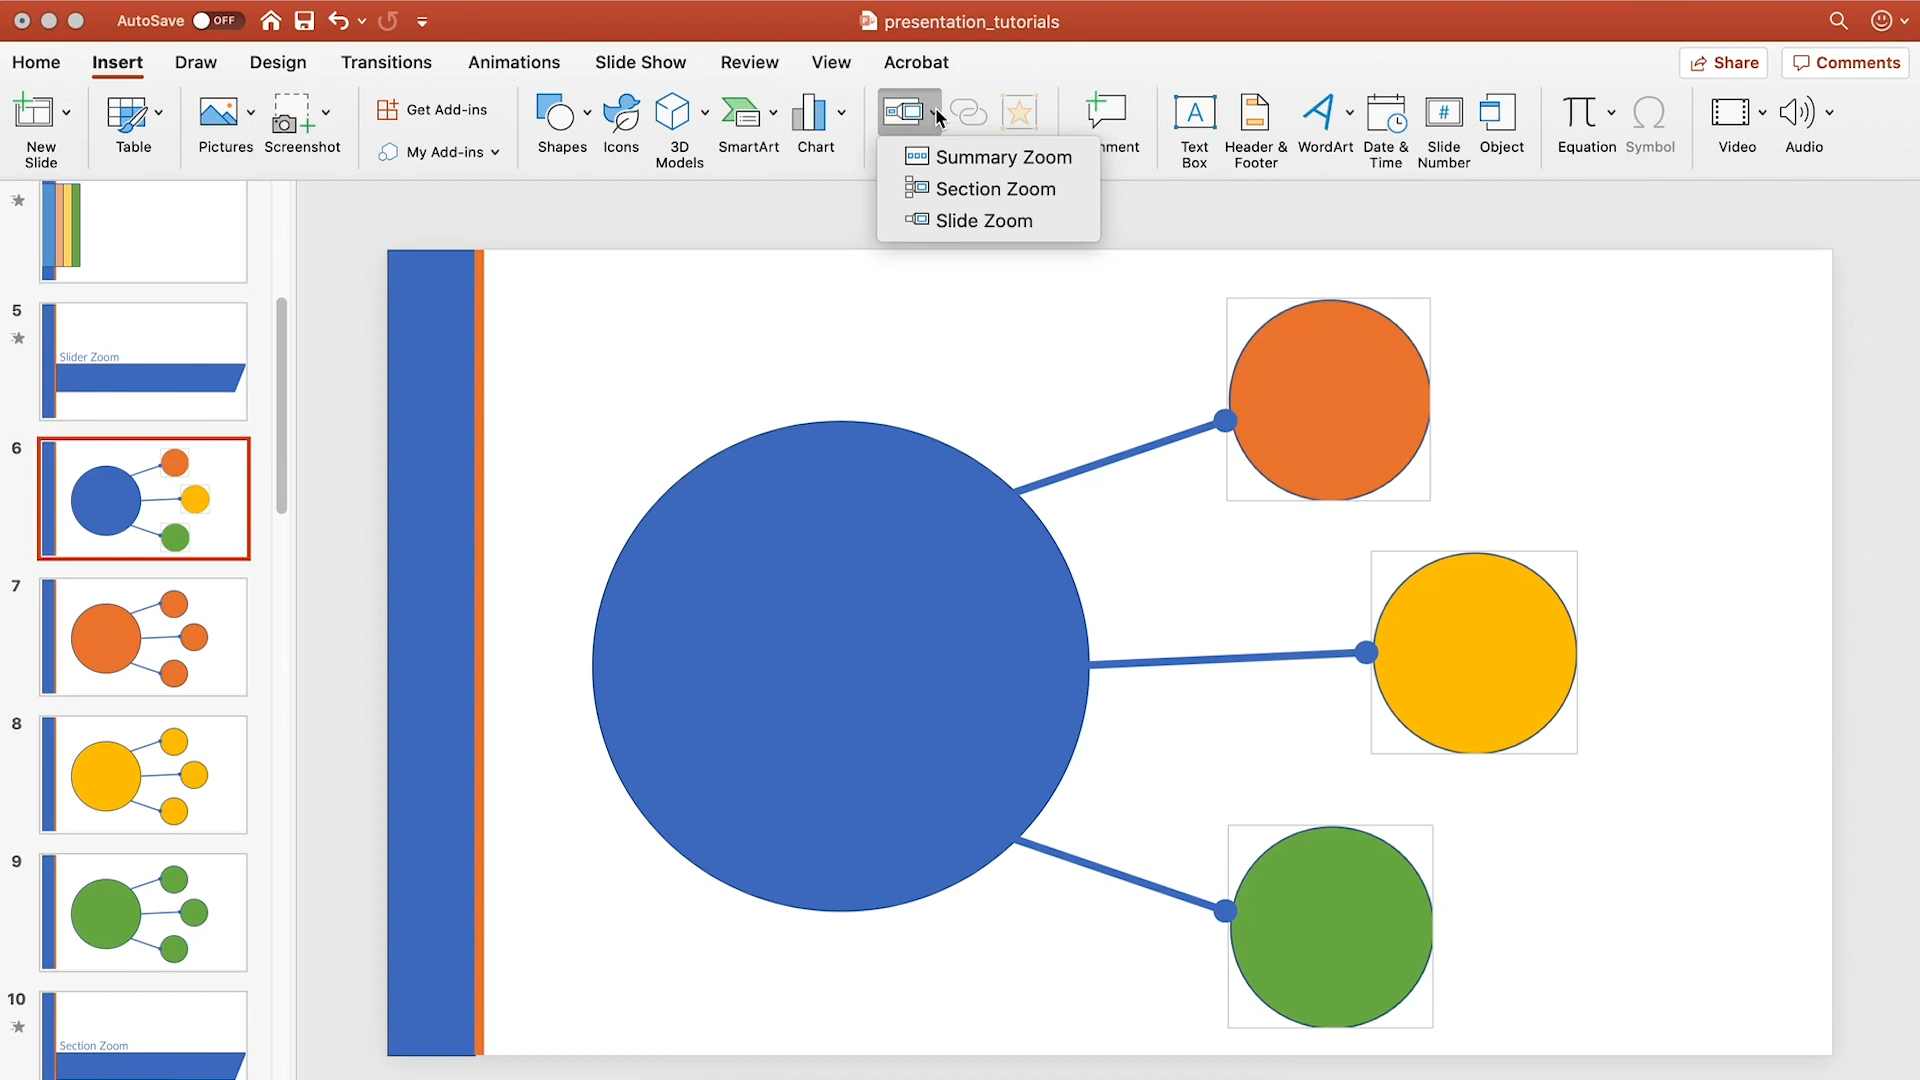 AutoSave OFF
presentation_tutorials
Home Insert Draw Design Transitions Animations Slide Show Review View Acrobat Share Comments
New Slide
Table
Pictures
Screenshot
Get Add-ins
My Add-ins
Shapes
Icons
3D Models
SmartArt
Chart
Summary Zoom
Section Zoom
Slide Zoom
mment
A
Text Box
Header & Footer
WordArt
Date & Time
#
Slide Number
Object
π
Equation
Ω
Symbol
Video
Audio
5
Slider Zoom
6
7
8
9
10
Section Zoom